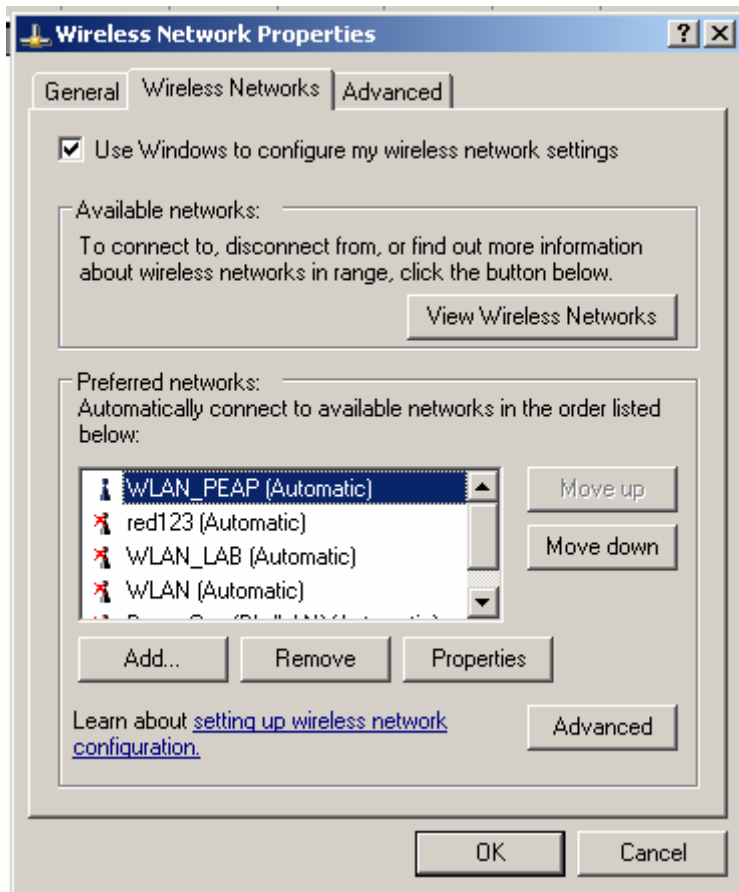 Wireless Network Properties
General
Wireless Networks
Advanced
Use Windows to configure my wireless network settings
Available networks:
To connect to, disconnect from, or find out more information
about wireless networks in range, click the button below.
View Wireless Networks
Preferred networks:
Automatically connect to available networks in the order listed
below:
WLAN_PEAP (Automatic)
red123 (Automatic)
WLAN_LAB (Automatic)
WLAN (Automatic)
Move up
Move down
Add...
Remove
Properties
Learn about setting up wireless network
configuration.
Advanced
OK
Cancel